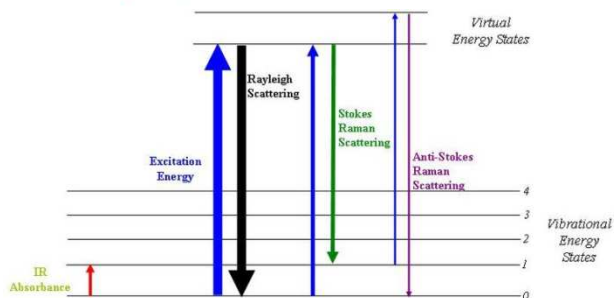 Virtual
Energy States
Rayleigh
Scattering
Stokes
Raman
Scattering
Excitation
Energy
Anti-Stokes
Raman
Scattering
4
3
2
1
0
Vibrational
Energy
States
IR
Absorbance